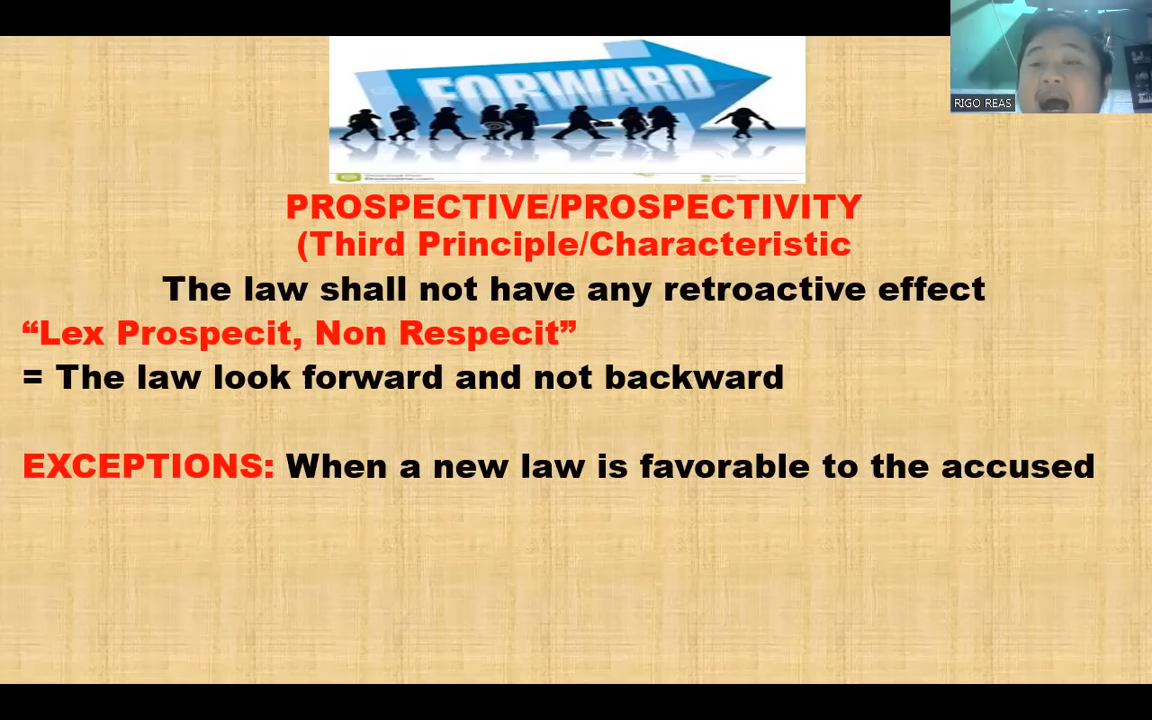 RIGO REAS
FORWARD
PROSPECTIVE/PROSPECTIVITY
(Third Principle/Characteristic
The law shall not have any retroactive effect
“Lex Prospecit, Non Respecit”
= The law look forward and not backward
EXCEPTIONS: When a new law is favorable to the accused